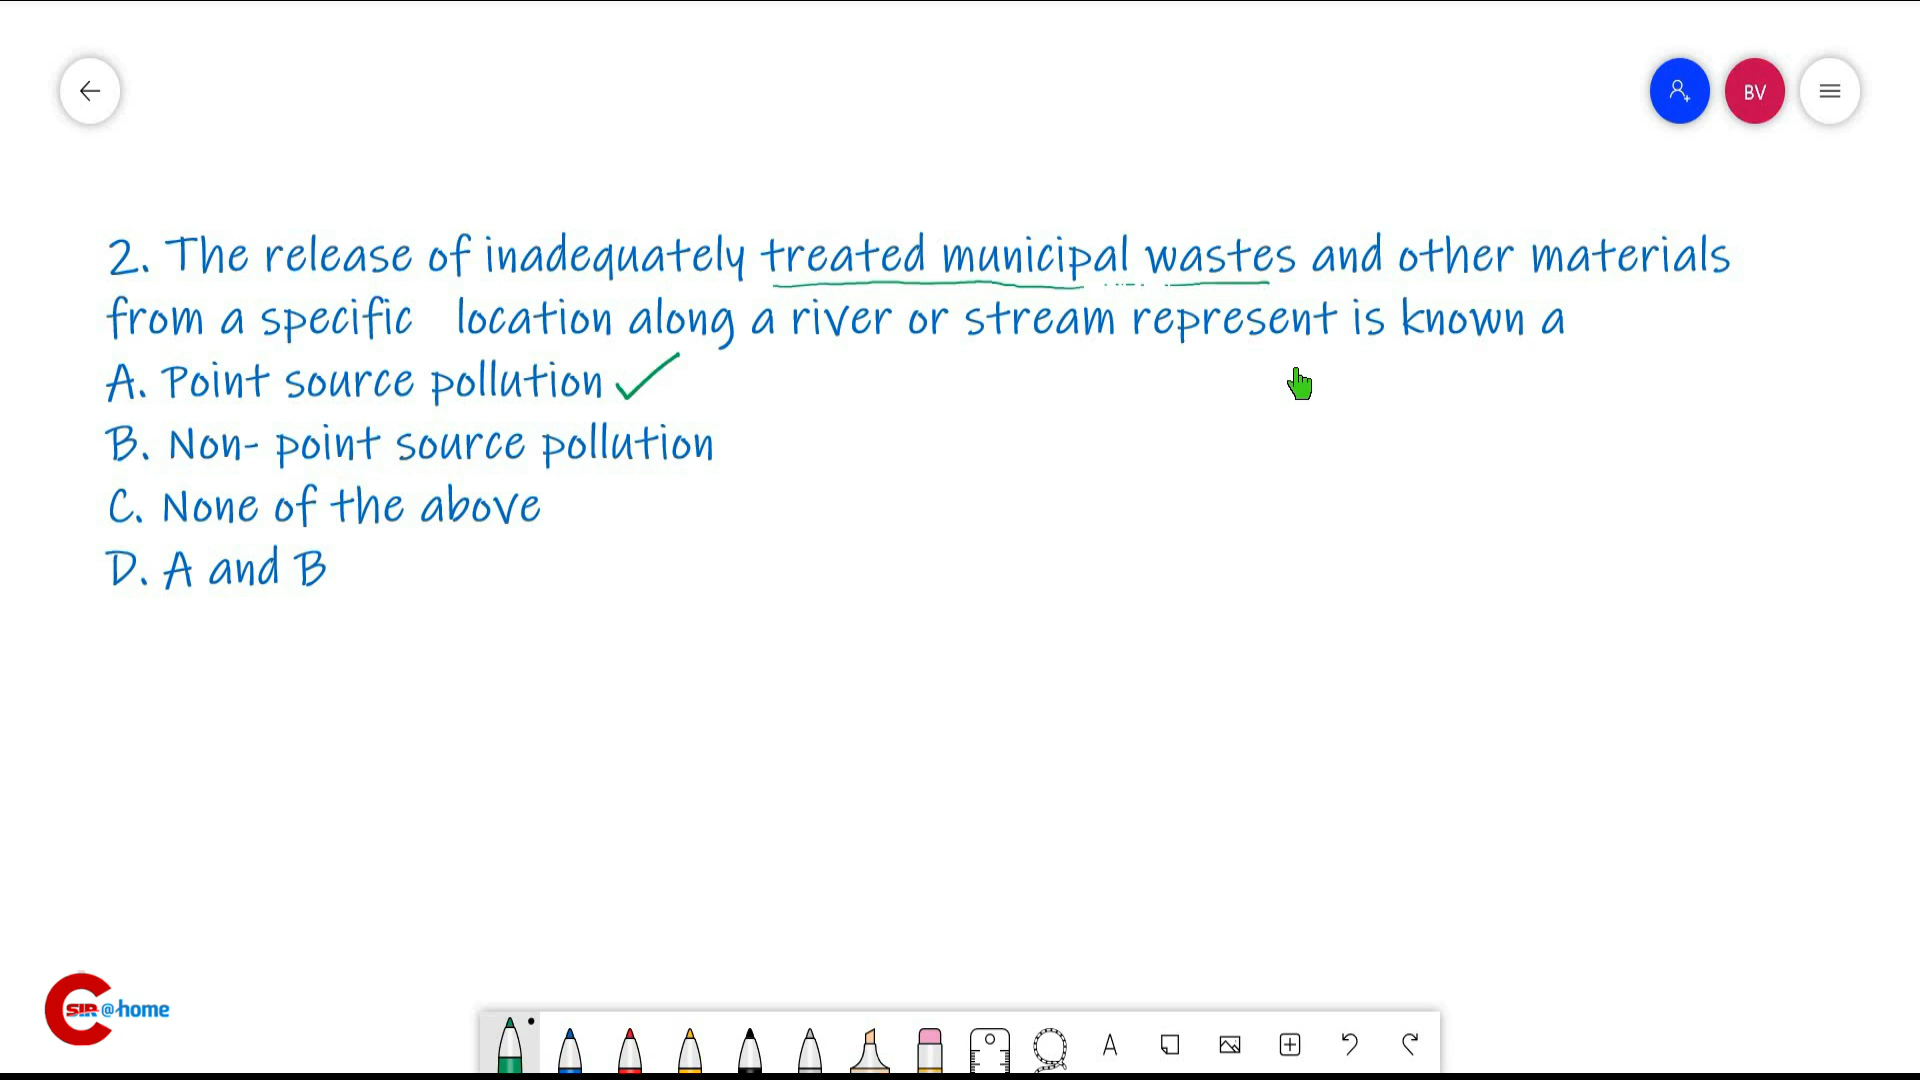 BV
2. The release of inadequately treated municipal wastes and other materials
from a specific location along a river or stream represent is known a
A. Point source pollution
B. Non- point source pollution
C. None of the above
D. A and B
CSIR@home
A